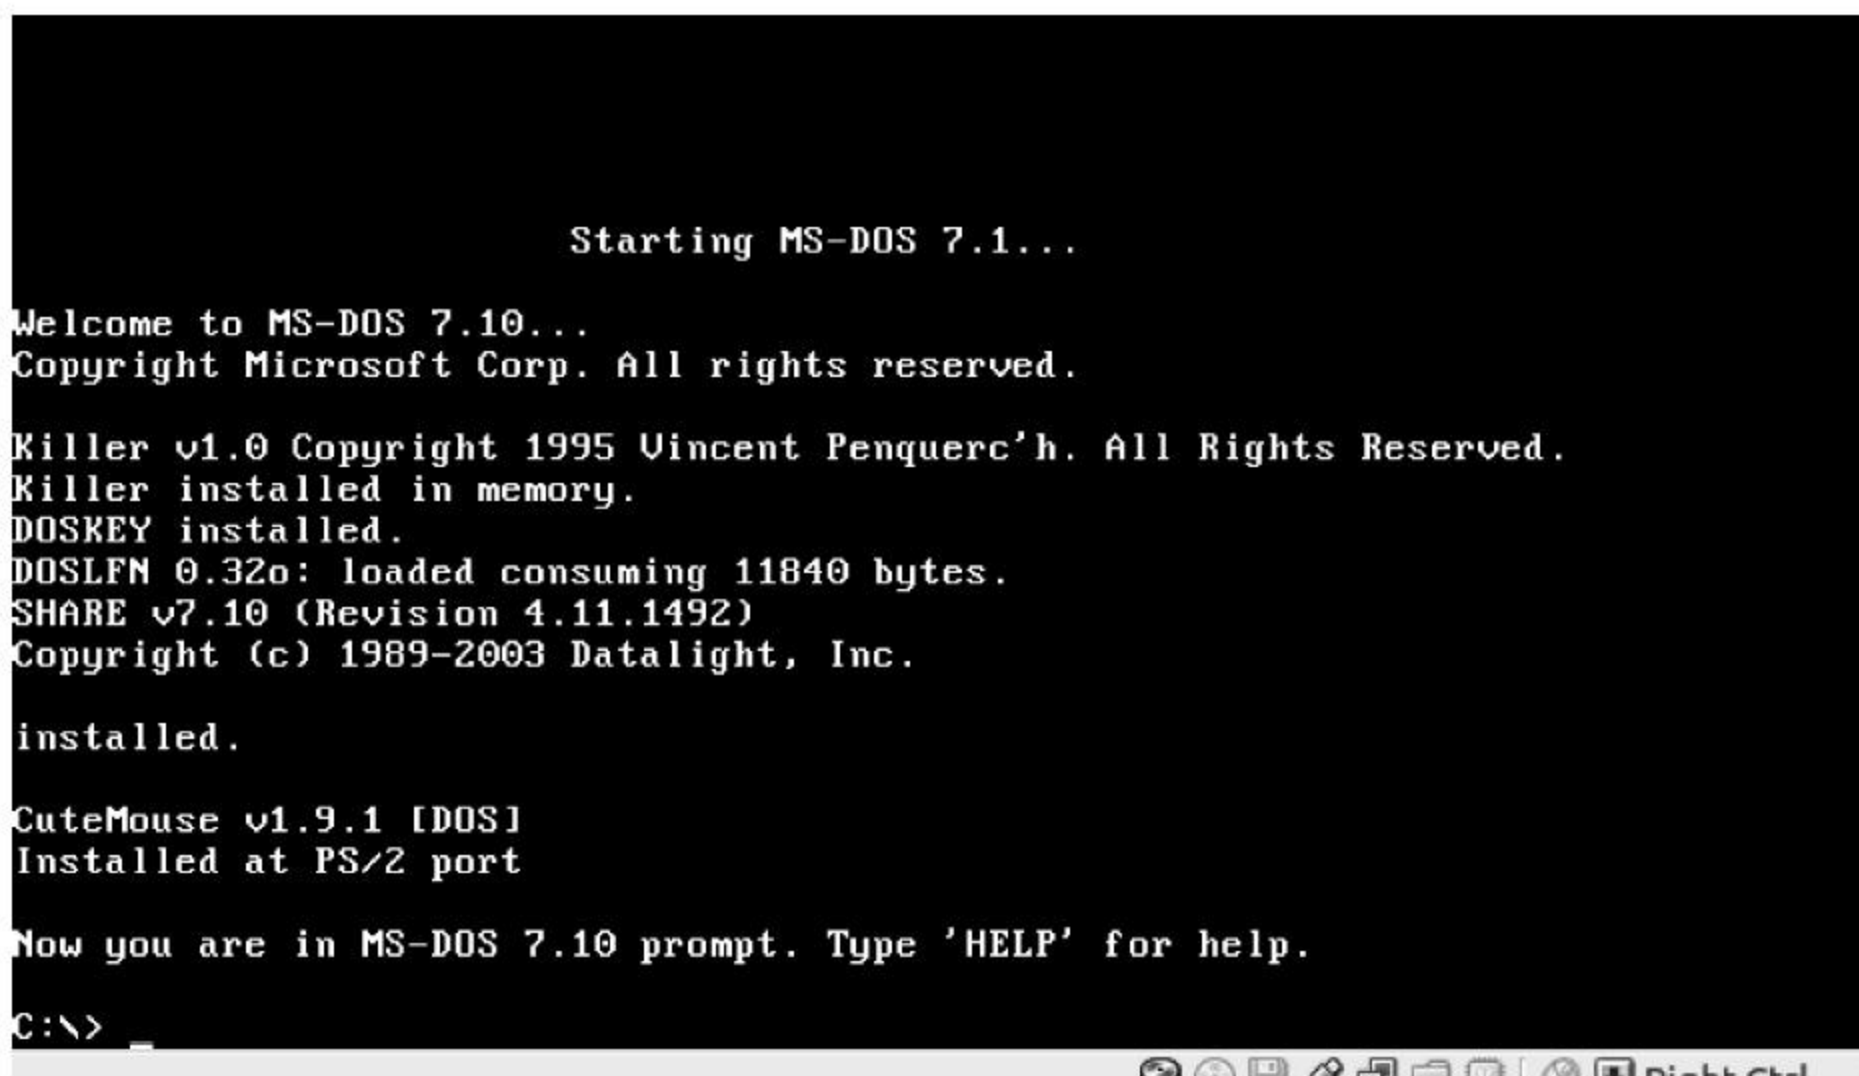 Starting MS-DOS 7.1...
Welcome to MS-DOS 7.10...
Copyright Microsoft Corp. All rights reserved.
Killer v1.0 Copyright 1995 Vincent Penquerc'h. All Rights Reserved.
Killer installed in memory.
DOSKEY installed.
DOSLFN 0.32o: loaded consuming 11840 bytes.
SHARE v7.10 (Revision 4.11.1492)
Copyright (c) 1989-2003 Datalight, Inc.
installed.
CuteMouse v1.9.1 [DOS]
Installed at PS/2 port
Now you are in MS-DOS 7.10 prompt. Type 'HELP' for help.
C:\> _
Right Ctrl